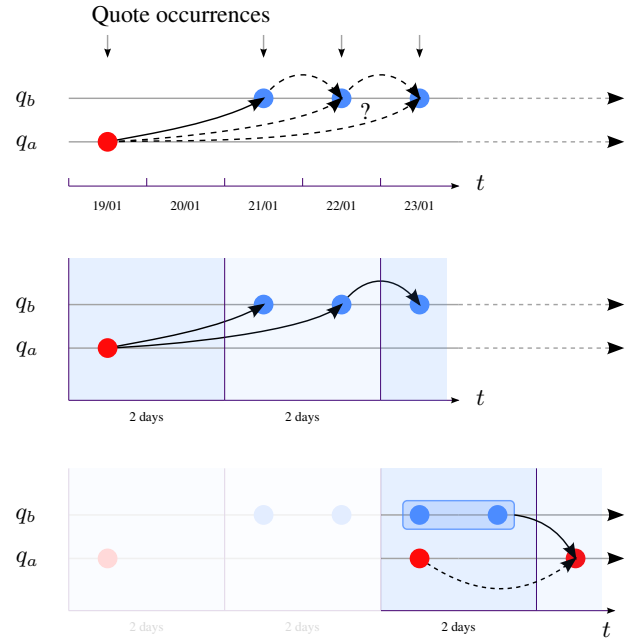 Quote occurrences
q_b
?
q_a
t
19/01 20/01 21/01 22/01 23/01
q_b
q_a
t
2 days 2 days
q_b
q_a
2 days 2 days 2 days t